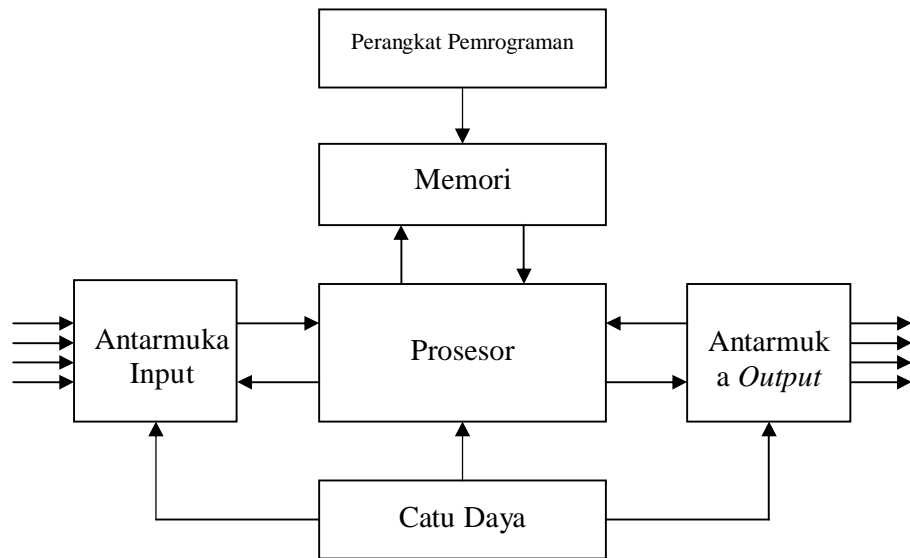 Perangkat Pemrograman
Memori
Antarmuka
Input
Prosesor
Antarmuk
a Output
Catu Daya